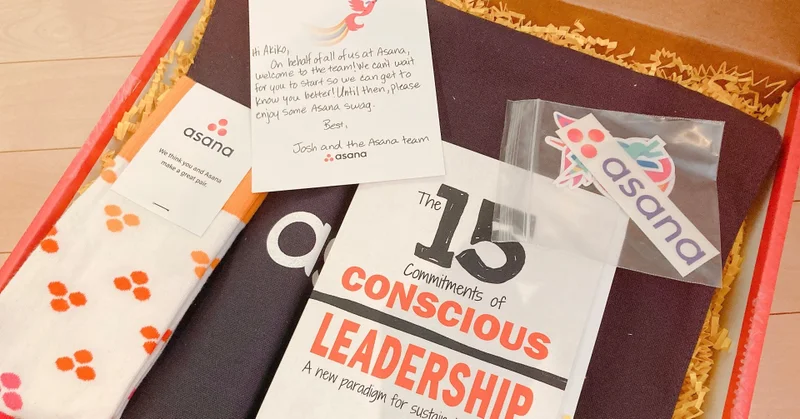 Hi Akiko,
On behalf of all of us at Asana,
welcome to the team! We can't wait
for you to start so we can get to
know you better! Until then, please
enjoy some Asana swag.
Best,
Josh and the Asana team
asana
asana
We think you and Asana
make a great pair.
The
15
Commitments of
CONSCIOUS
LEADERSHIP
A new paradigm for
asana